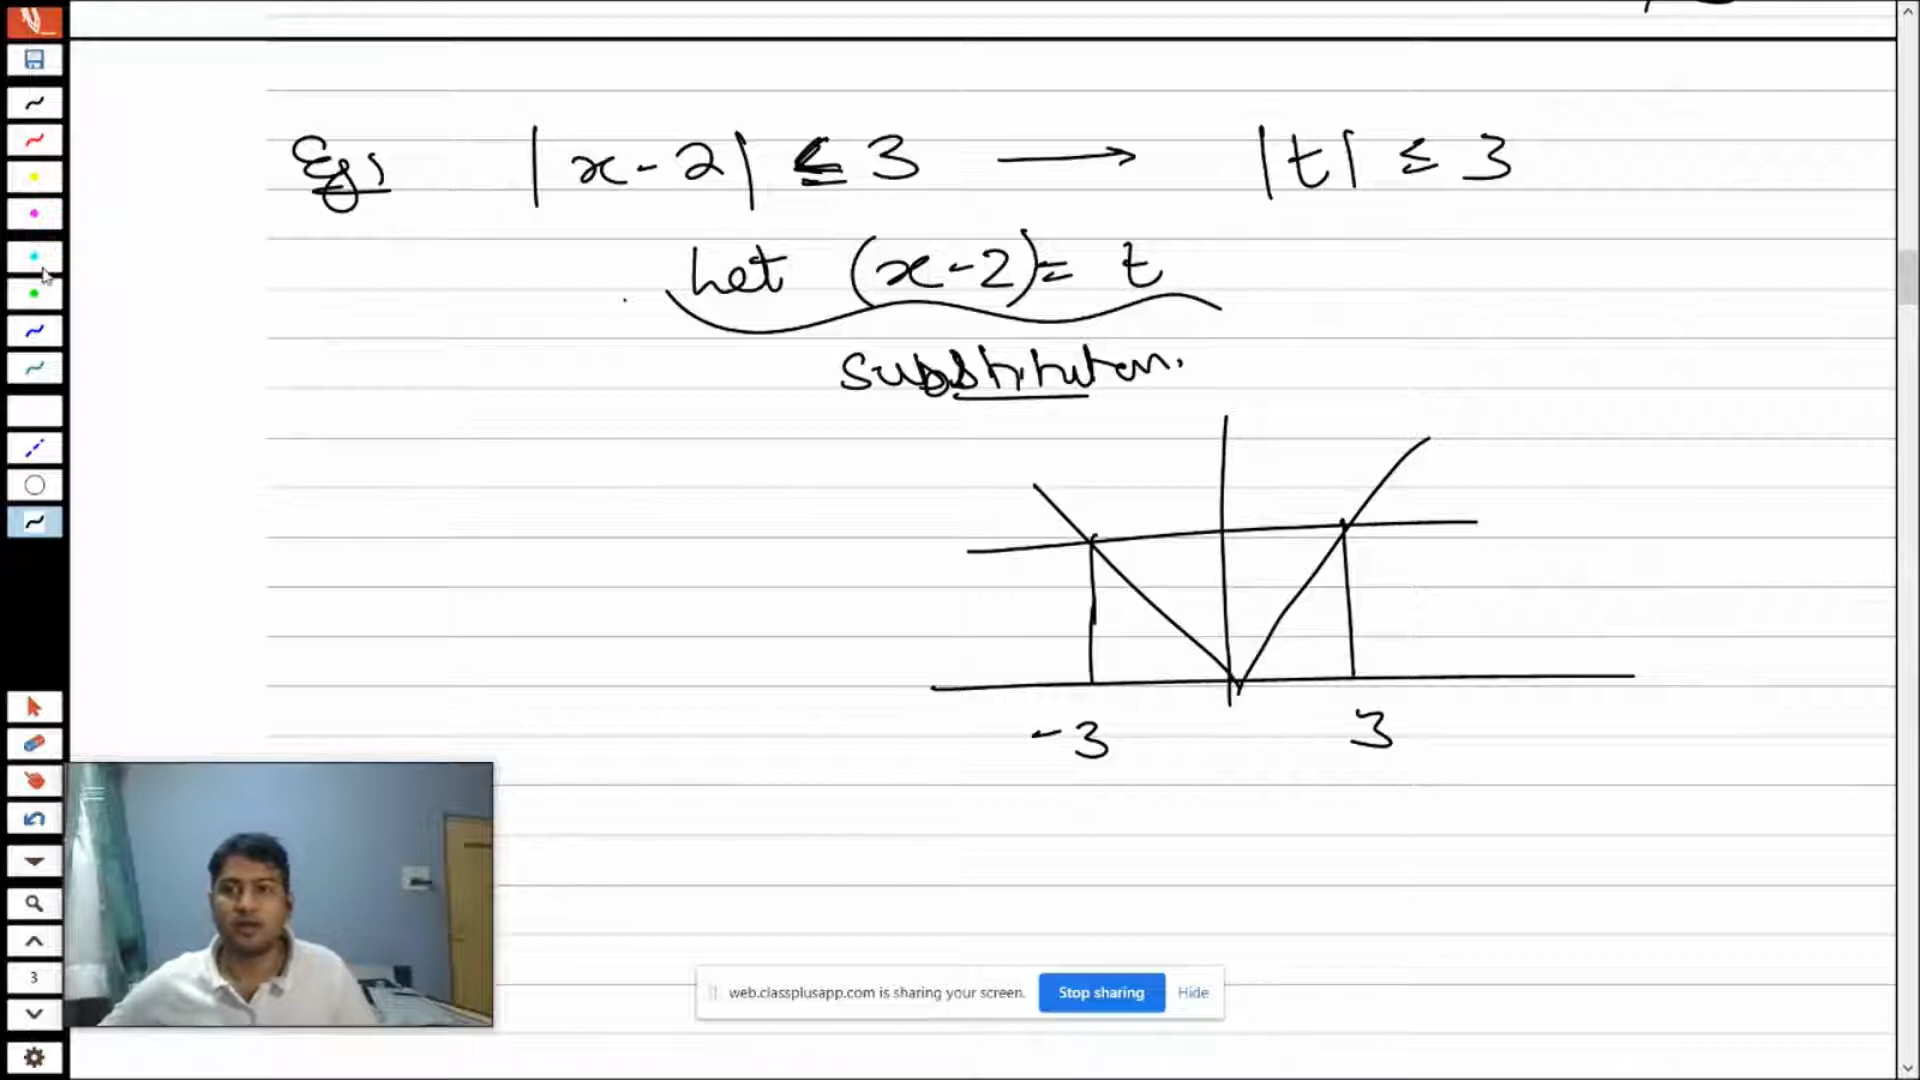 Eg: |x-2| ≤ 3 ⟶ |t| ≤ 3
Let (x-2) = t
Substitution.
-3 3
3
web.classplusapp.com is sharing your screen. Stop sharing Hide